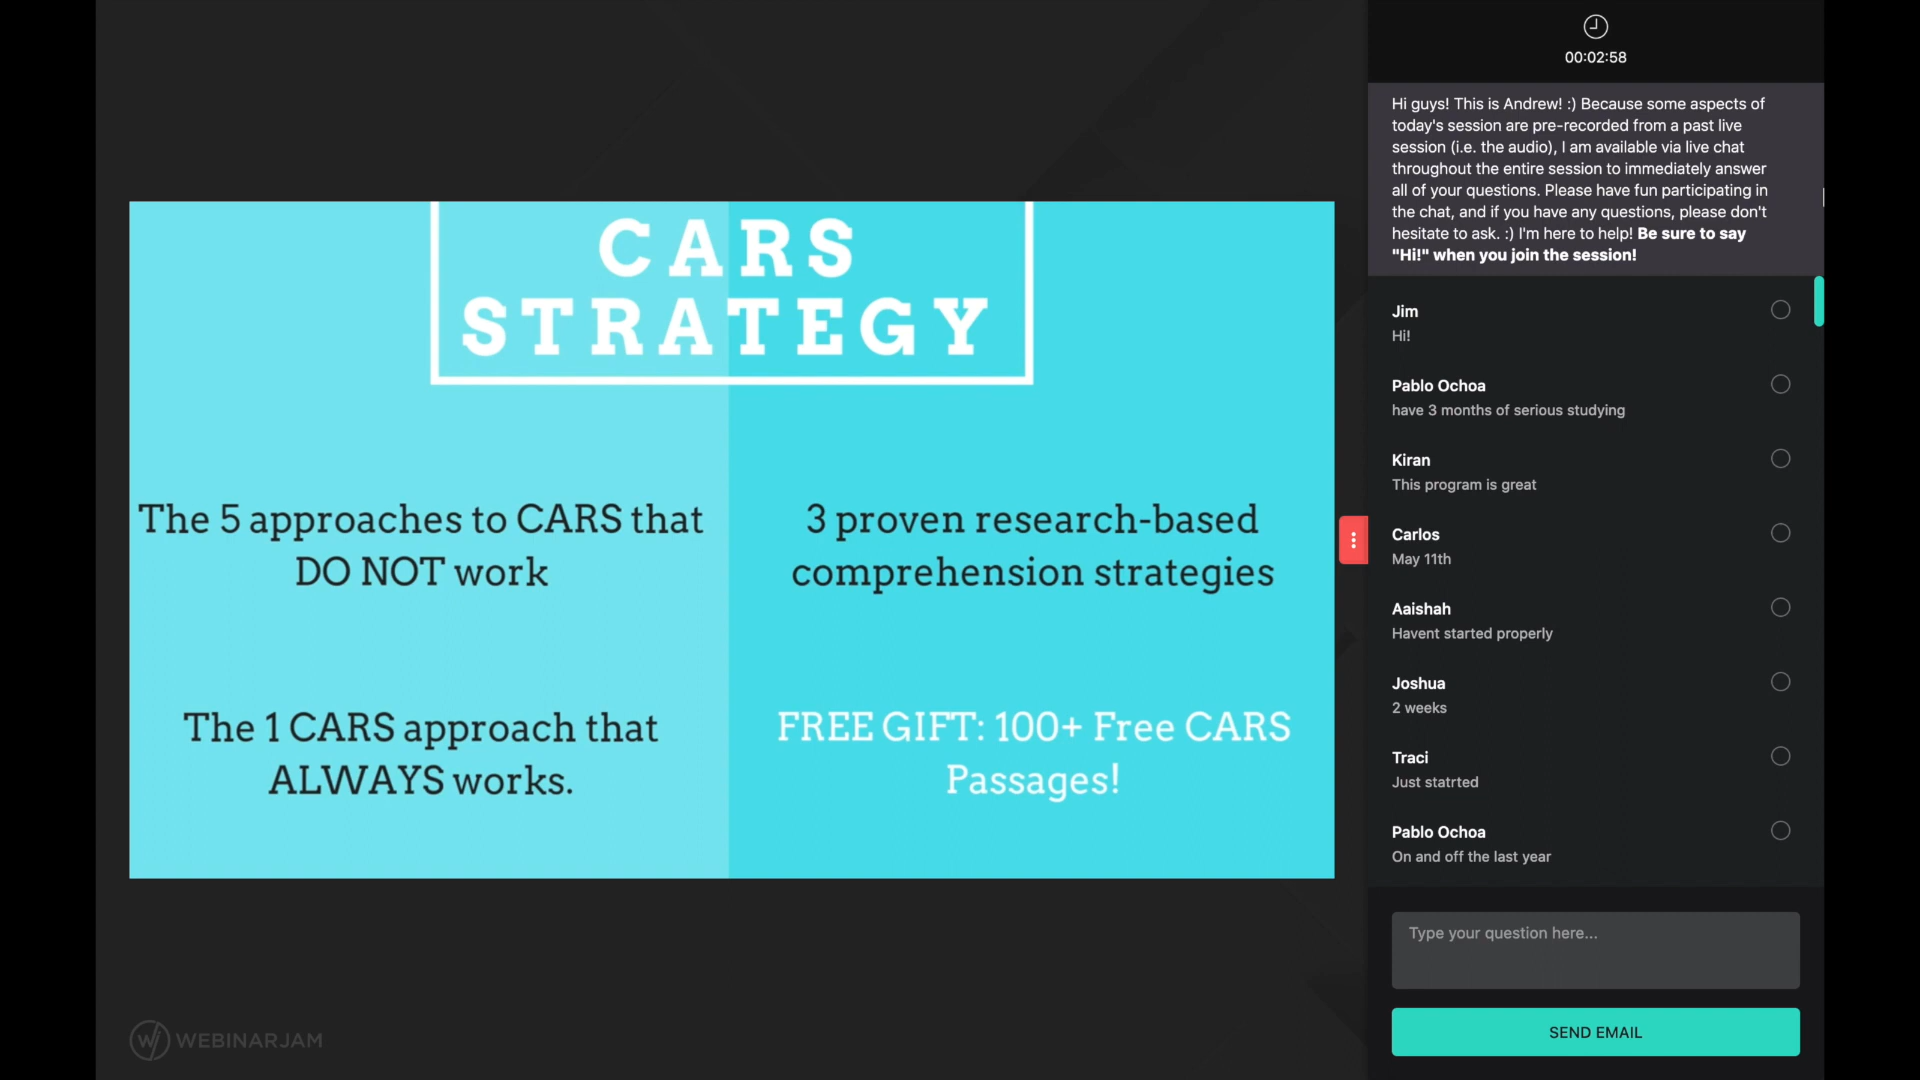 CARS
STRATEGY
The 5 approaches to CARS that
DO NOT work
3 proven research-based
comprehension strategies
The 1 CARS approach that
ALWAYS works.
FREE GIFT: 100+ Free CARS
Passages!
WEBINARJAM
00:02:58
Hi guys! This is Andrew! :) Because some aspects of
today's session are pre-recorded from a past live
session (i.e. the audio), I am available via live chat
throughout the entire session to immediately answer
all of your questions. Please have fun participating in
the chat, and if you have any questions, please don't
hesitate to ask. :) I'm here to help! Be sure to say
"Hi!" when you join the session!
Jim
Hi!
Pablo Ochoa
have 3 months of serious studying
Kiran
This program is great
Carlos
May 11th
Aaishah
Havent started properly
Joshua
2 weeks
Traci
Just statrted
Pablo Ochoa
On and off the last year
Type your question here...
SEND EMAIL